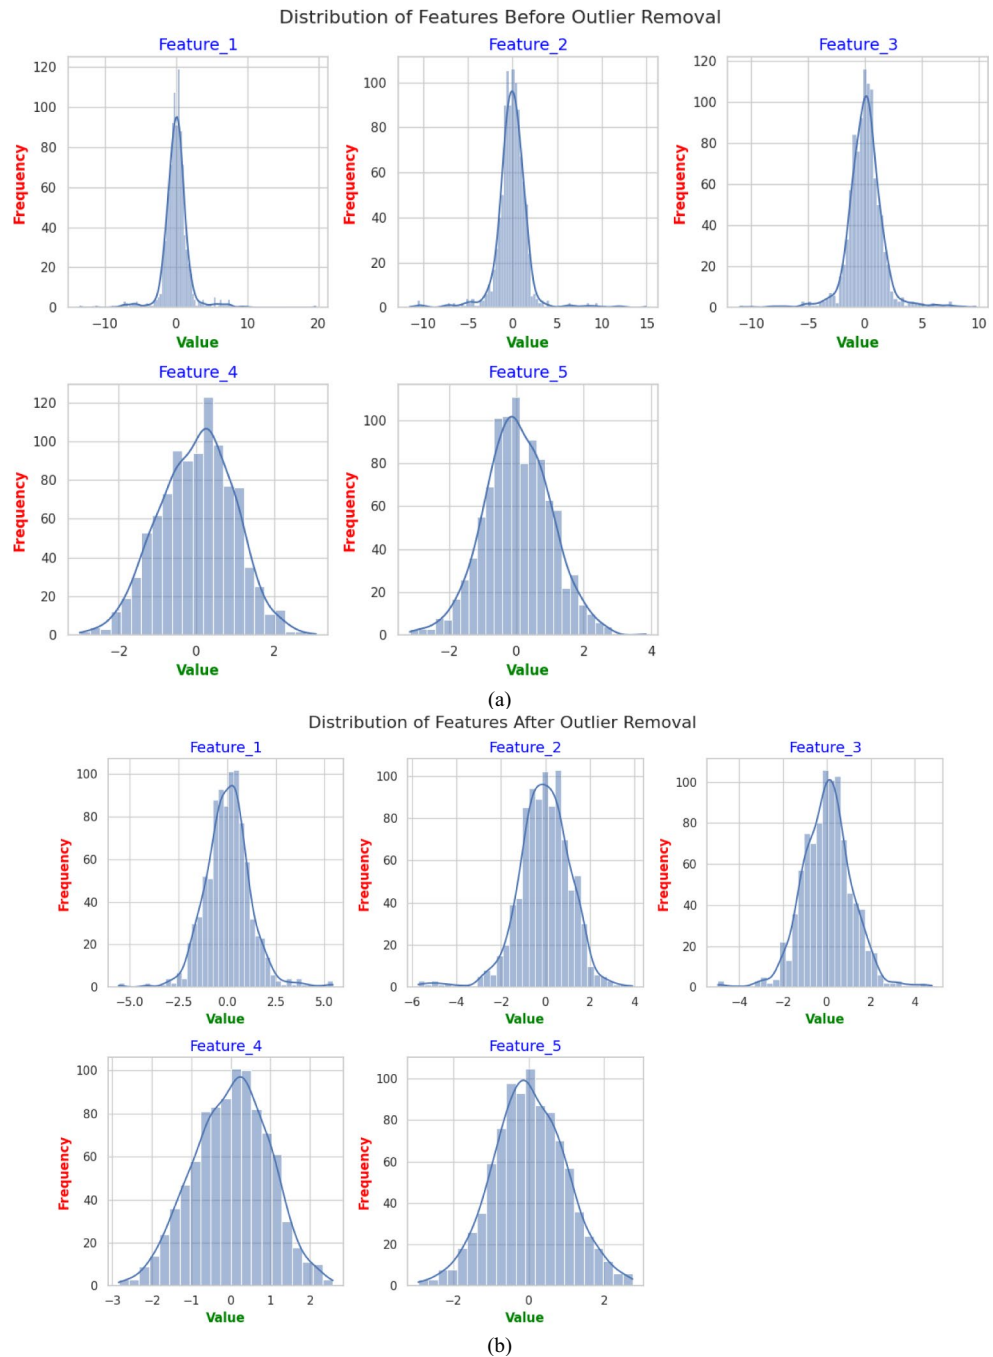 Distribution of Features Before Outlier Removal
Feature_1 Feature_2 Feature_3
Frequency
120
100
80
60
40
20
0
−10 0 10 20
Value
Frequency
100
80
60
40
20
0
−10 −5 0 5 10 15
Value
Frequency
120
100
80
60
40
20
0
−10 −5 0 5 10
Value
Feature_4 Feature_5
Frequency
120
100
80
60
40
20
0
−2 0 2
Value
Frequency
100
80
60
40
20
0
−2 0 2 4
Value
(a)
Distribution of Features After Outlier Removal
Feature_1 Feature_2 Feature_3
Frequency
100
80
60
40
20
0
−5.0 −2.5 0.0 2.5 5.0
Value
Frequency
100
80
60
40
20
0
−6 −4 −2 0 2 4
Value
Frequency
100
80
60
40
20
0
−4 −2 0 2 4
Value
Feature_4 Feature_5
Frequency
100
80
60
40
20
0
−3 −2 −1 0 1 2
Value
Frequency
100
80
60
40
20
0
−2 0 2
Value
(b)